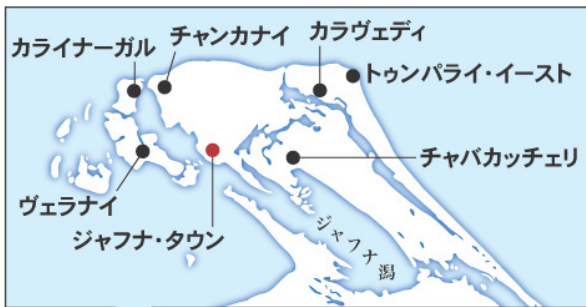 カライナーガル
チャンカナイ
カラヴェディ
トゥンパライ・イースト
チャバカッチェリ
ヴェラナイ
ジャフナ・タウン
ジャフナ潟